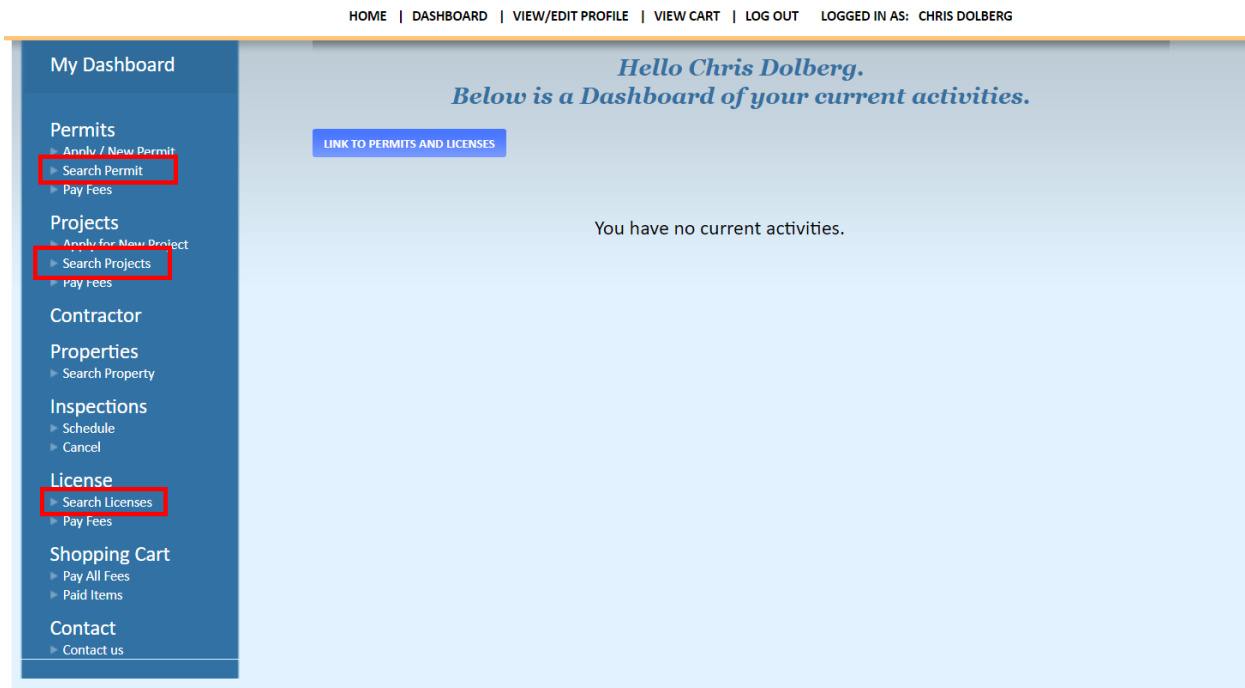 HOME | DASHBOARD | VIEW/EDIT PROFILE | VIEW CART | LOG OUT LOGGED IN AS: CHRIS DOLBERG
My Dashboard
Permits
Apply / New Permit
Search Permit
Pay Fees
Projects
Apply for New Project
Search Projects
Pay Fees
Contractor
Properties
Search Property
Inspections
Schedule
Cancel
License
Search Licenses
Pay Fees
Shopping Cart
Pay All Fees
Paid Items
Contact
Contact us
Hello Chris Dolberg.
Below is a Dashboard of your current activities.
LINK TO PERMITS AND LICENSES
You have no current activities.